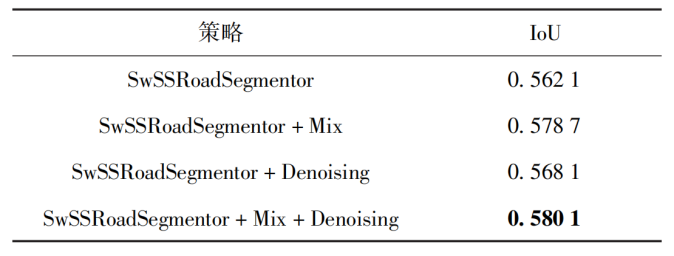 策略 IoU
SwSSRoadSegmentor 0. 562 1
SwSSRoadSegmentor + Mix 0. 578 7
SwSSRoadSegmentor + Denoising 0. 568 1
SwSSRoadSegmentor + Mix + Denoising 0. 580 1